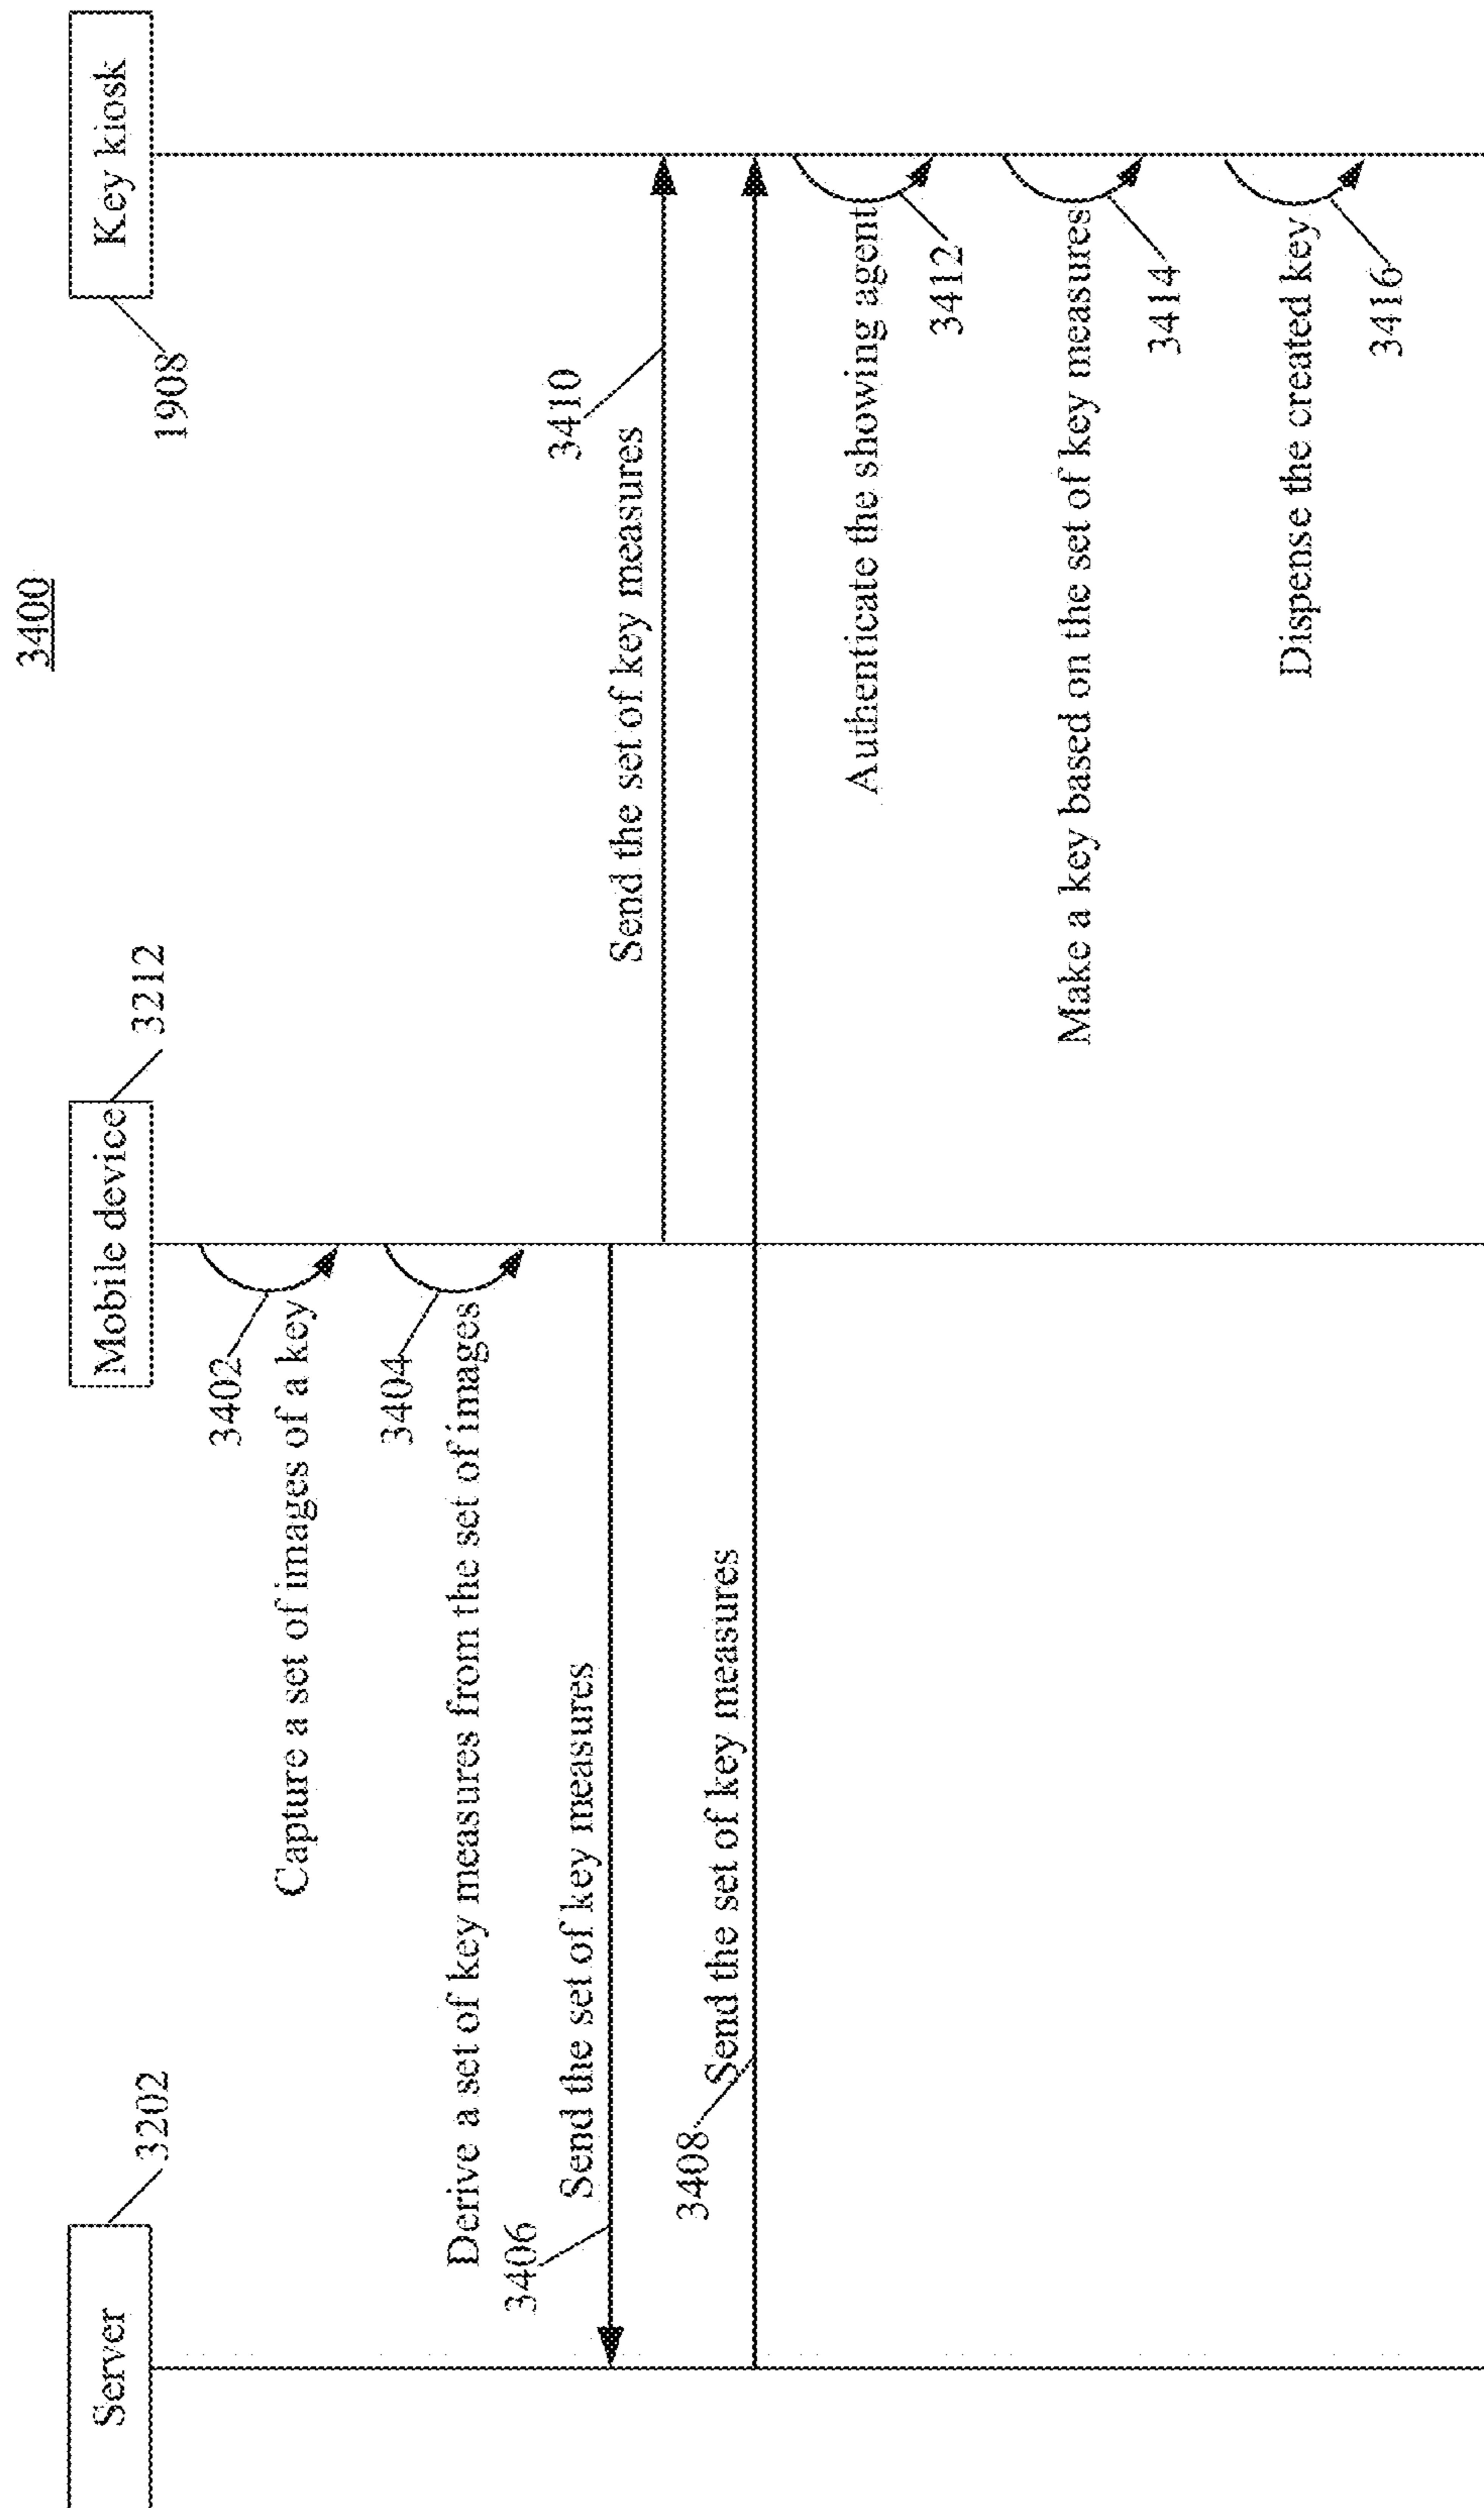 3400
Server
3202
Mobile device
3212
Key kiosk
1908
3402
Capture a set of images of a key
3404
Derive a set of key measures from the set of images
3406
Send the set of key measures
3410
Send the set of key measures
3408
Send the set of key measures
Authenticate the showing agent
3412
Make a key based on the set of key measures
3414
Dispense the created key
3416